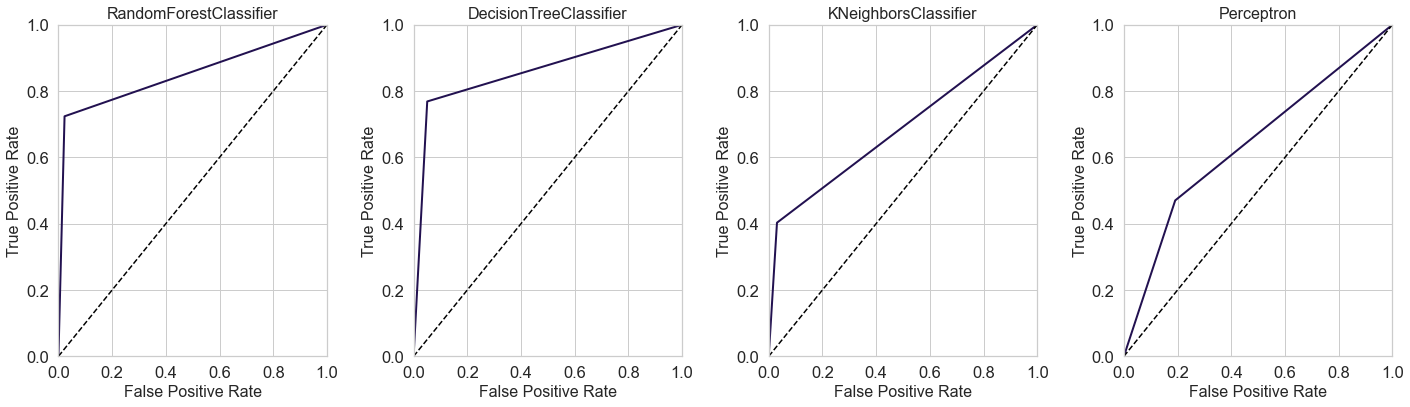 RandomForestClassifier
1.0
0.8
0.6
0.4
0.2
0.0
True Positive Rate
0.0 0.2 0.4 0.6 0.8 1.0
False Positive Rate
DecisionTreeClassifier
1.0
0.8
0.6
0.4
0.2
0.0
True Positive Rate
0.0 0.2 0.4 0.6 0.8 1.0
False Positive Rate
KNeighborsClassifier
1.0
0.8
0.6
0.4
0.2
0.0
True Positive Rate
0.0 0.2 0.4 0.6 0.8 1.0
False Positive Rate
Perceptron
1.0
0.8
0.6
0.4
0.2
0.0
True Positive Rate
0.0 0.2 0.4 0.6 0.8 1.0
False Positive Rate